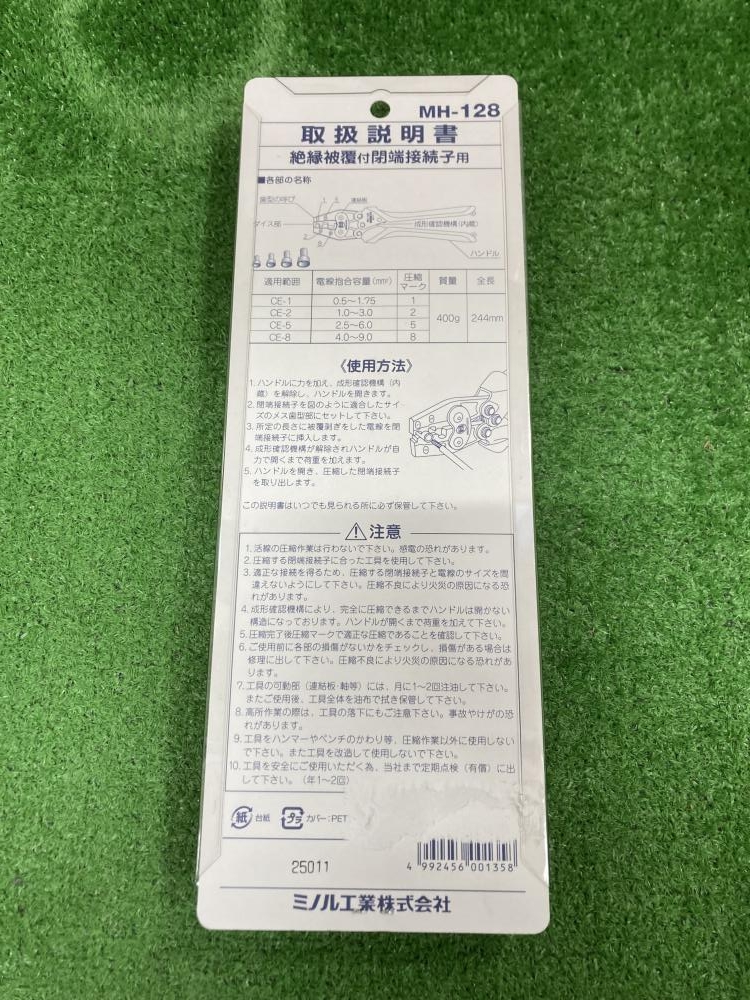 MH-128
取扱説明書
絶縁被覆付閉端接続子用
■各部の名称
歯型の呼び
1 5 連結板
ダイス部
成形確認機構(内蔵)
2 8
ハンドル
適用範囲 電線抱合容量(mm²) 圧縮マーク 質量 全長
CE-1 0.5〜1.75 1
CE-2 1.0〜3.0 2
400g 244mm
CE-5 2.5〜6.0 5
CE-8 4.0〜9.0 8
〈使用方法〉
1. ハンドルに力を加え、成形確認機構(内
蔵)を解除し、ハンドルを開きます。
2. 閉端接続子を図のように適合したサイ
ズのメス歯型部にセットして下さい。
3. 所定の長さに被覆剥ぎをした電線を閉
端接続子に挿入します。
4. 成形確認機構が解除されハンドルが自
力で開くまで荷重を加えます。
5. ハンドルを開き、圧縮した閉端接続子
を取り出します。
この説明書はいつでも見られる所に必ず保管して下さい。
注意
1. 活線の圧縮作業は行わないで下さい。感電の恐れがあります。
2. 圧縮する閉端接続子に合った工具を使用して下さい。
3. 適正な接続を得るため、圧縮する閉端接続子と電線のサイズを間
違えないようにして下さい。圧縮不良により火災の原因になる恐
れがあります。
4. 成形確認機構により、完全に圧縮できるまでハンドルは開かない
構造になっております。ハンドルが開くまで荷重を加えて下さい。
5. 圧縮完了後圧縮マークで適正な圧縮であることを確認して下さい。
6. ご使用前に各部の損傷がないかをチェックし、損傷がある場合は
修理に出して下さい。圧縮不良により火災の原因になる恐れがあ
ります。
7. 工具の可動部(連結板・軸等)には、月に1〜2回注油して下さい。
またご使用後、工具全体を油布で拭き保管して下さい。
8. 高所作業の際は、工具の落下にもご注意下さい。事故やけがの恐
れがあります。
9. 工具をハンマーやペンチのかわり等、圧縮作業以外に使用しない
で下さい。また工具を改造して使用しないで下さい。
10. 工具を安全にご使用いただく為、当社まで定期点検(有償)に出
して下さい。(年1〜2回)
紙 台紙 プラ カバー:PET
4 992456 001358
25011
ミノル工業株式会社